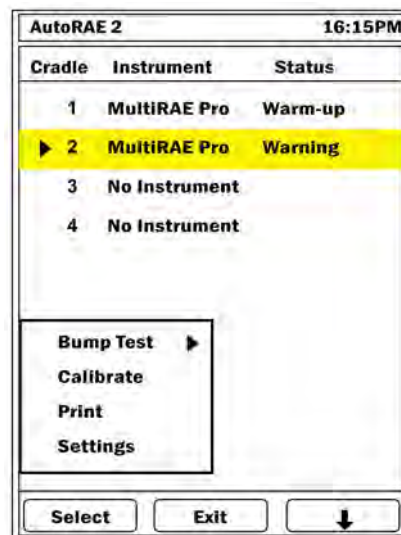 AutoRAE 2 16:15PM
Cradle Instrument Status
1 MultiRAE Pro Warm-up
2 MultiRAE Pro Warning
3 No Instrument
4 No Instrument
Bump Test
Calibrate
Print
Settings
Select Exit